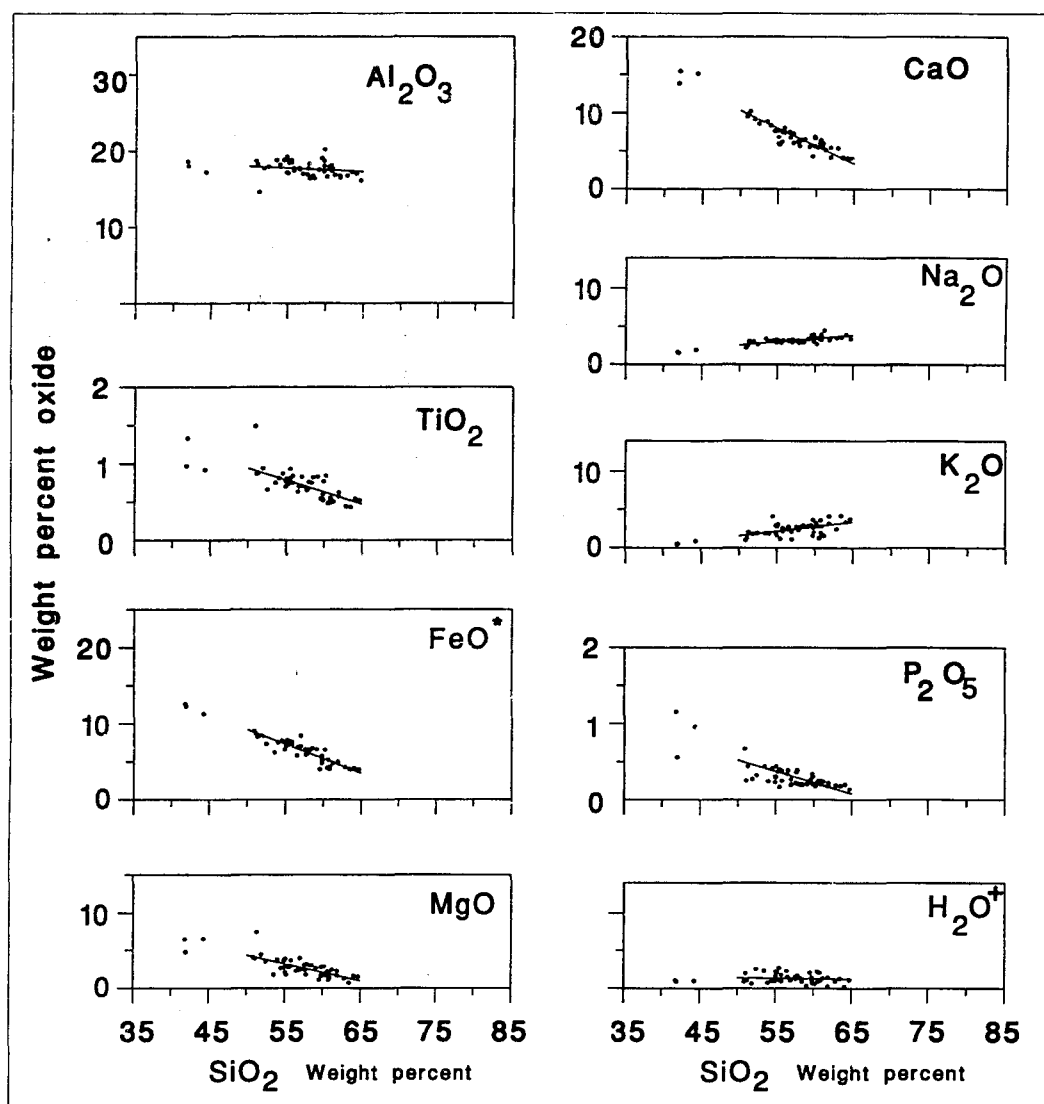 Weight percent oxide
Al2O3
30
20
10
TiO2
2
1
0
FeO*
20
10
0
MgO
10
0
35 45 55 65 75 85
SiO2 Weight percent
CaO
20
10
0
Na2O
10
0
K2O
10
0
P2O5
2
1
0
H2O+
35 45 55 65 75 85
SiO2 Weight percent